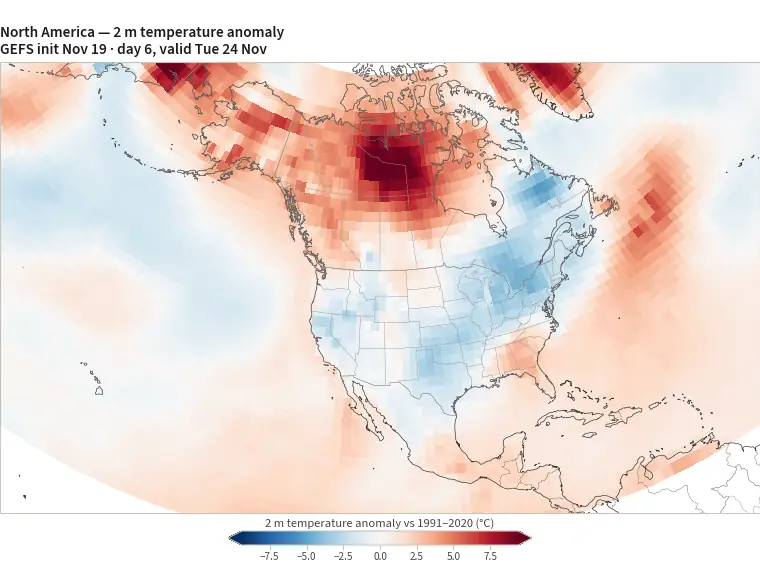 North America — 2 m temperature anomaly
GEFS init Nov 19 · day 6, valid Tue 24 Nov
2 m temperature anomaly vs 1991–2020 (°C)
−7.5 −5.0 −2.5 0.0 2.5 5.0 7.5